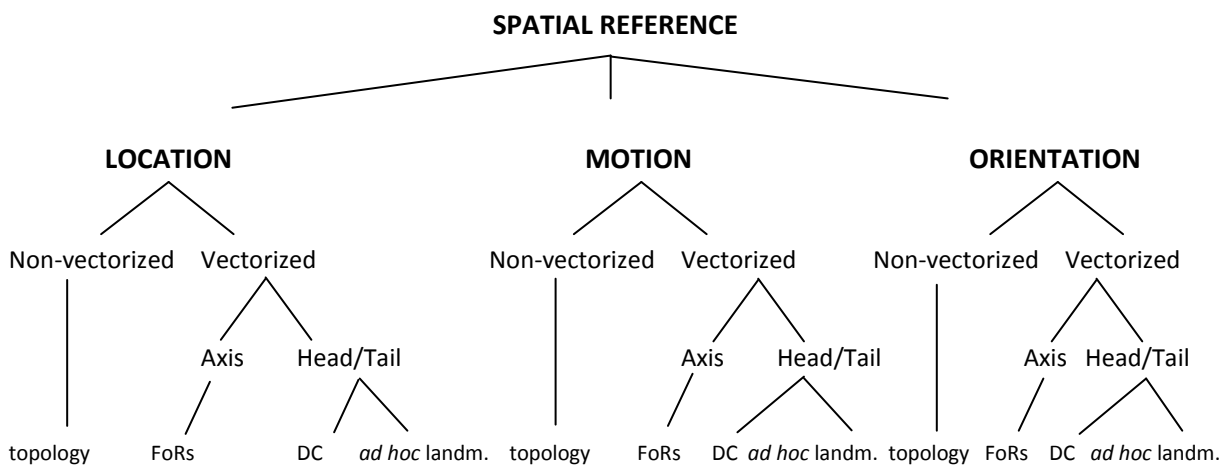 SPATIAL REFERENCE
LOCATION MOTION ORIENTATION
Non-vectorized Vectorized Non-vectorized Vectorized Non-vectorized Vectorized
Axis Head/Tail Axis Head/Tail Axis Head/Tail
topology FoRs DC ad hoc landm. topology FoRs DC ad hoc landm. topology FoRs DC ad hoc landm.